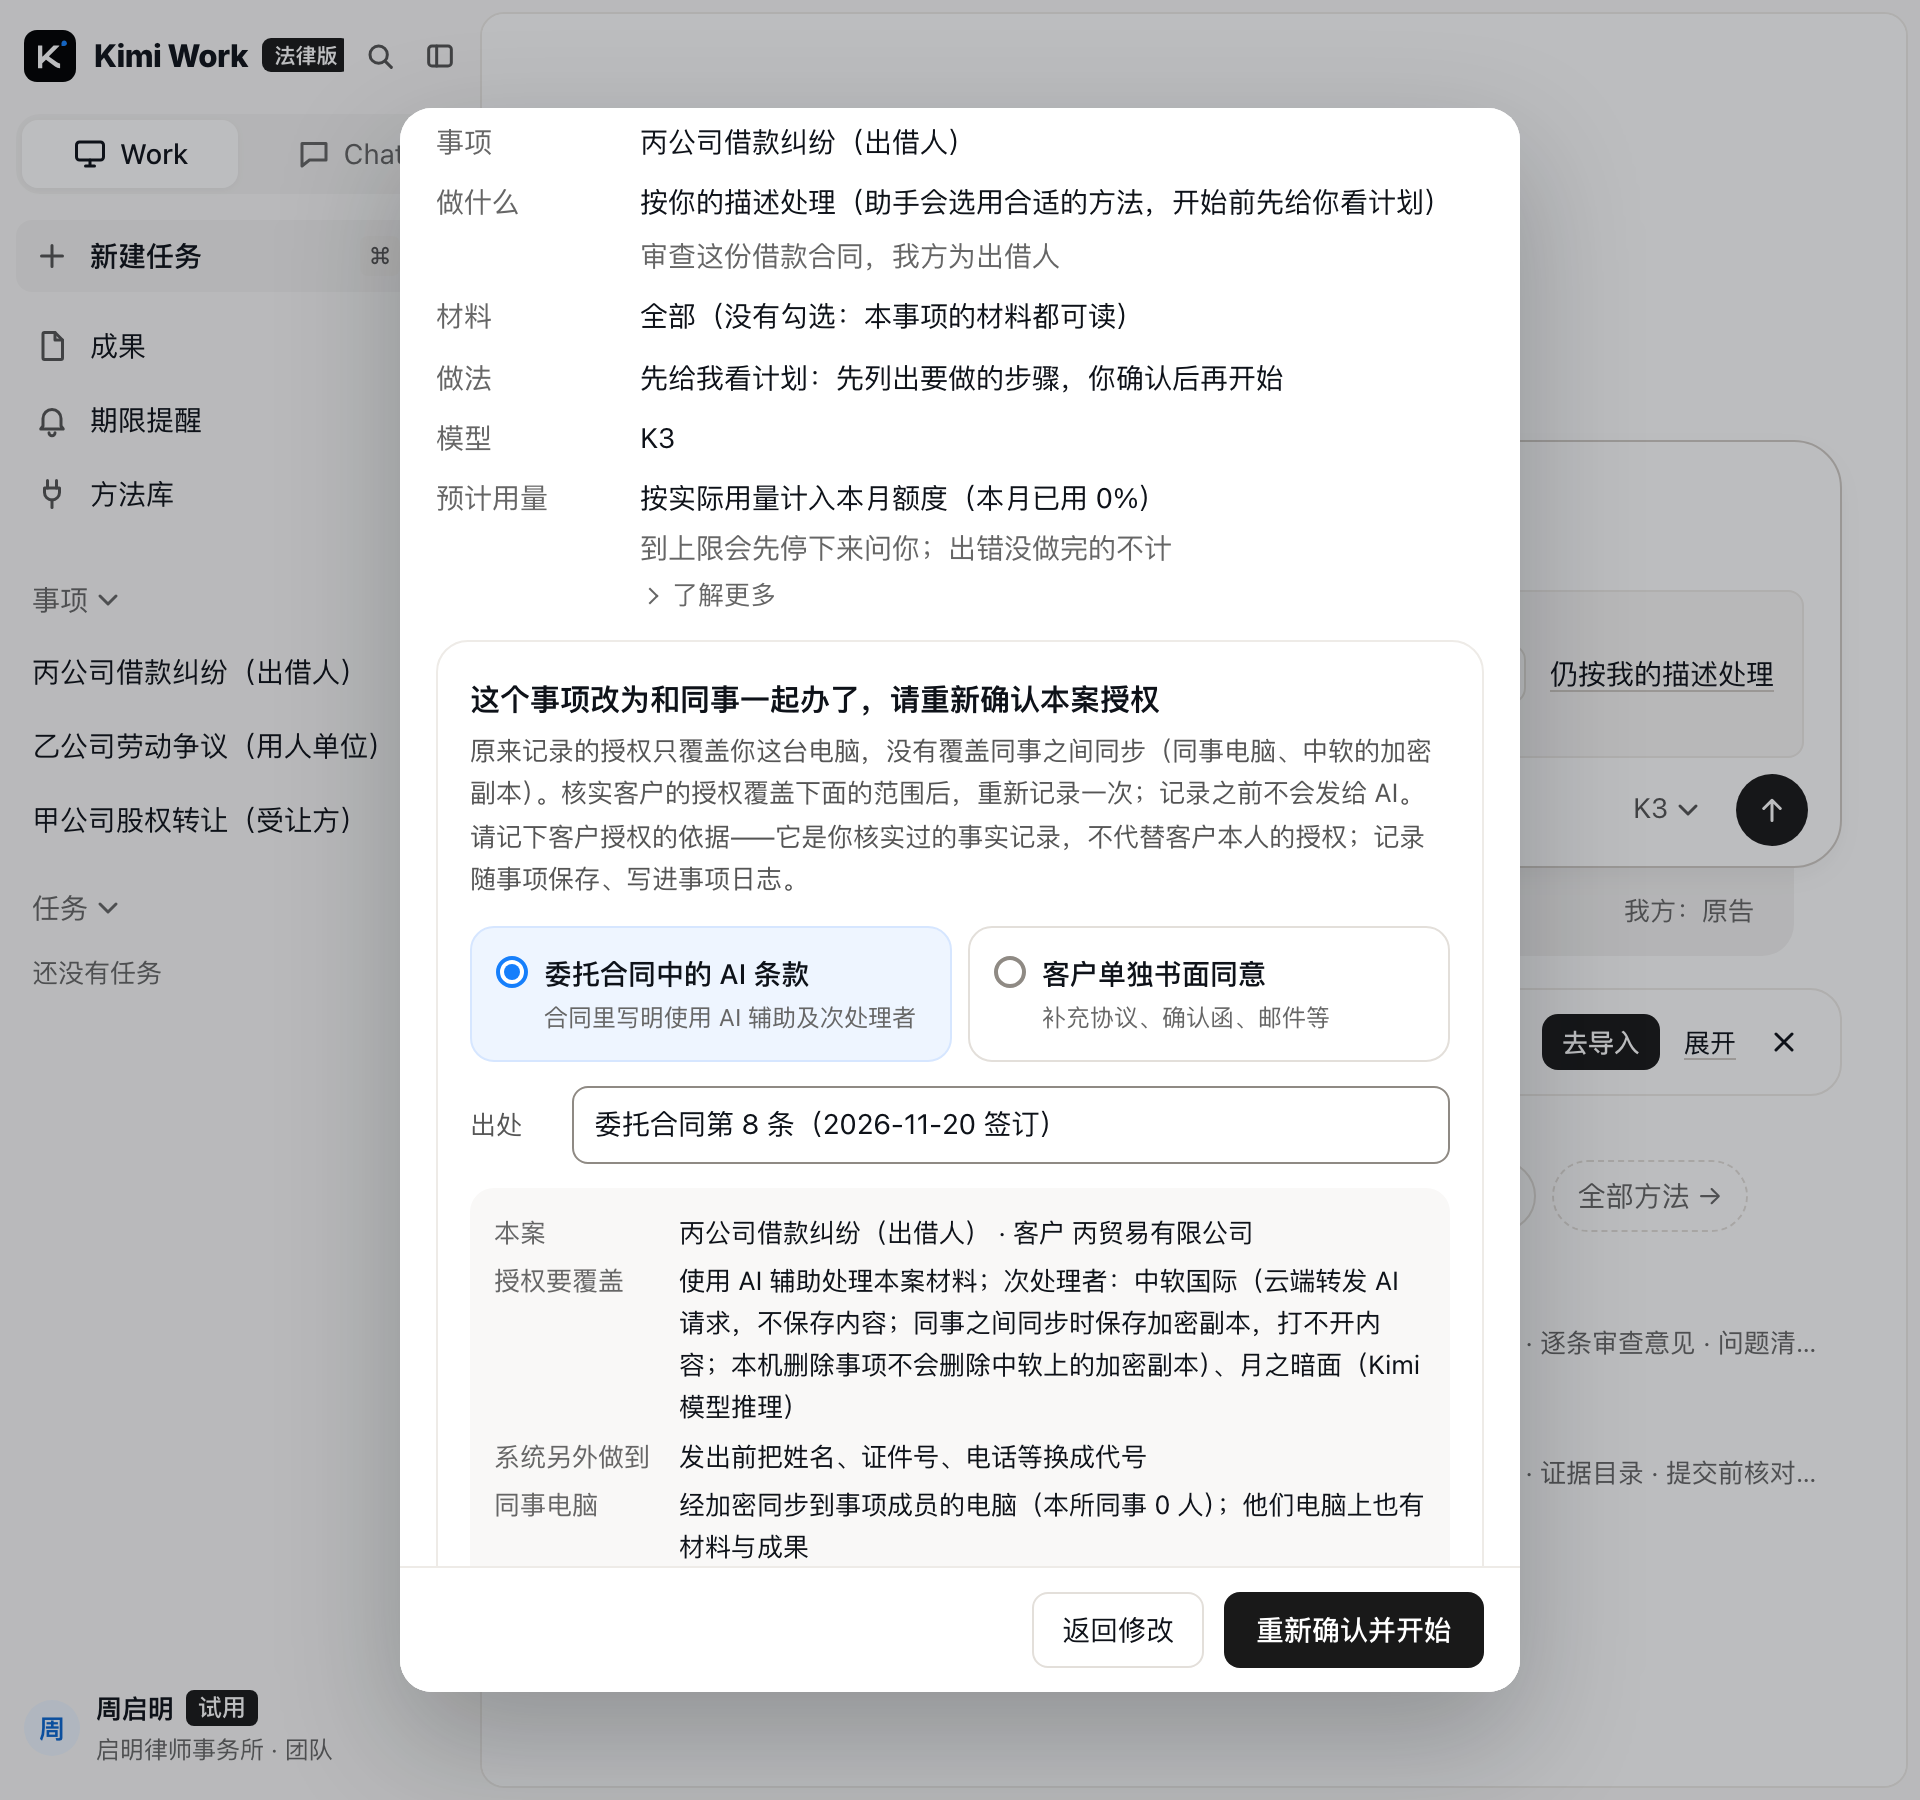 Kimi Work 法律版
Work
Chat
新建任务 ⌘
成果
期限提醒
方法库
事项
丙公司借款纠纷（出借人）
乙公司劳动争议（用人单位）
甲公司股权转让（受让方）
任务
还没有任务
周 周启明 试用
启明律师事务所 · 团队
事项 丙公司借款纠纷（出借人）
做什么 按你的描述处理（助手会选用合适的方法，开始前先给你看计划）
审查这份借款合同，我方为出借人
材料 全部（没有勾选：本事项的材料都可读）
做法 先给我看计划：先列出要做的步骤，你确认后再开始
模型 K3
预计用量 按实际用量计入本月额度（本月已用 0%）
到上限会先停下来问你；出错没做完的不计
了解更多
这个事项改为和同事一起办了，请重新确认本案授权
原来记录的授权只覆盖你这台电脑，没有覆盖同事之间同步（同事电脑、中软的加密
副本）。核实客户的授权覆盖下面的范围后，重新记录一次；记录之前不会发给 AI。
请记下客户授权的依据——它是你核实过的事实记录，不代替客户本人的授权；记录
随事项保存、写进事项日志。
委托合同中的 AI 条款
合同里写明使用 AI 辅助及次处理者
客户单独书面同意
补充协议、确认函、邮件等
出处 委托合同第 8 条（2026-11-20 签订）
本案 丙公司借款纠纷（出借人） · 客户 丙贸易有限公司
授权要覆盖 使用 AI 辅助处理本案材料；次处理者：中软国际（云端转发 AI
请求，不保存内容；同事之间同步时保存加密副本，打不开内
容；本机删除事项不会删除中软上的加密副本）、月之暗面（Kimi
模型推理）
系统另外做到 发出前把姓名、证件号、电话等换成代号
同事电脑 经加密同步到事项成员的电脑（本所同事 0 人）；他们电脑上也有
材料与成果
返回修改
重新确认并开始
仍按我的描述处理
K3
我方：原告
去导入 展开
全部方法 →
· 逐条审查意见 · 问题清...
· 证据目录 · 提交前核对...